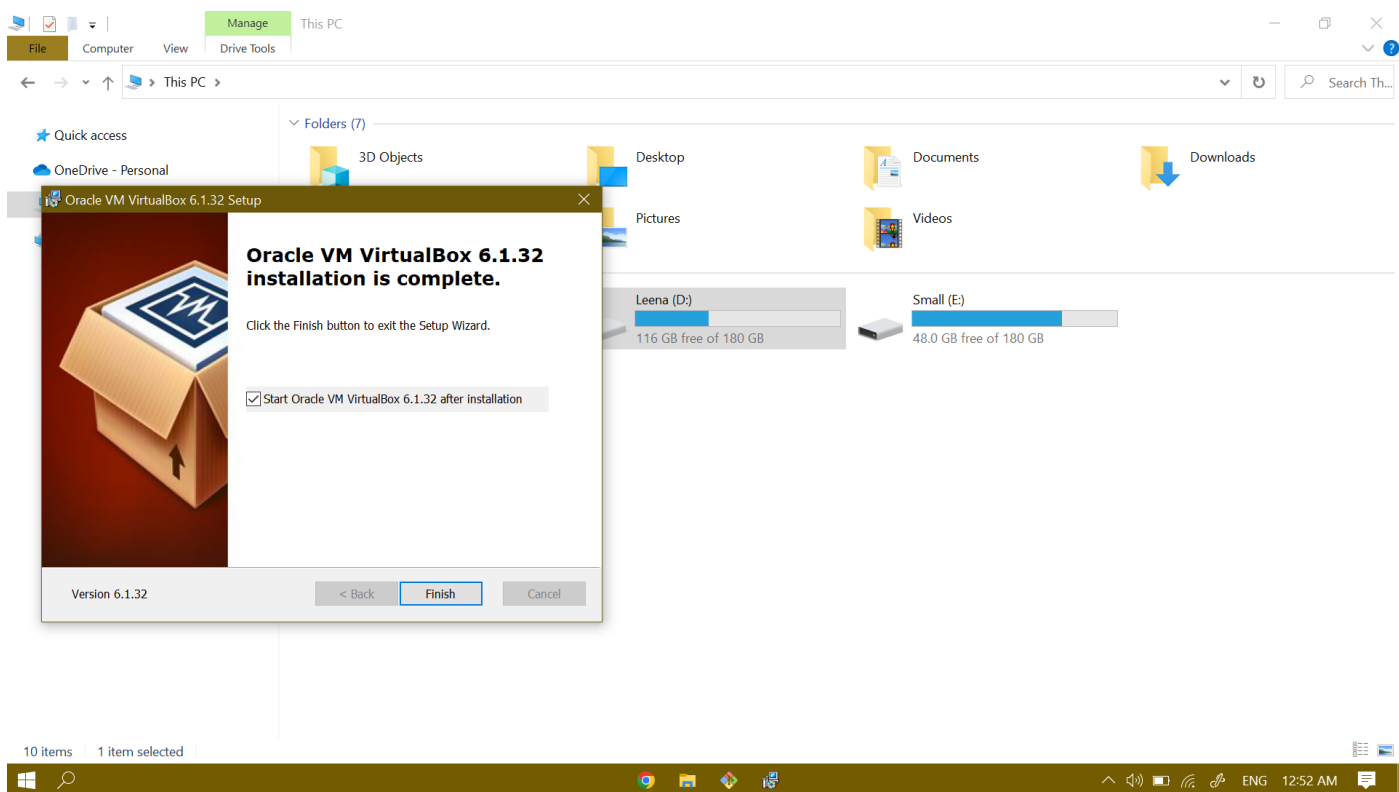 Manage
This PC
File
Computer
View
Drive Tools
This PC
Search Th...
Quick access
OneDrive - Personal
Folders (7)
3D Objects
Desktop
Documents
Downloads
Pictures
Videos
Leena (D:)
116 GB free of 180 GB
Small (E:)
48.0 GB free of 180 GB
Oracle VM VirtualBox 6.1.32 Setup
Oracle VM VirtualBox 6.1.32
installation is complete.
Click the Finish button to exit the Setup Wizard.
Start Oracle VM VirtualBox 6.1.32 after installation
Version 6.1.32
< Back
Finish
Cancel
10 items
1 item selected
ENG
12:52 AM